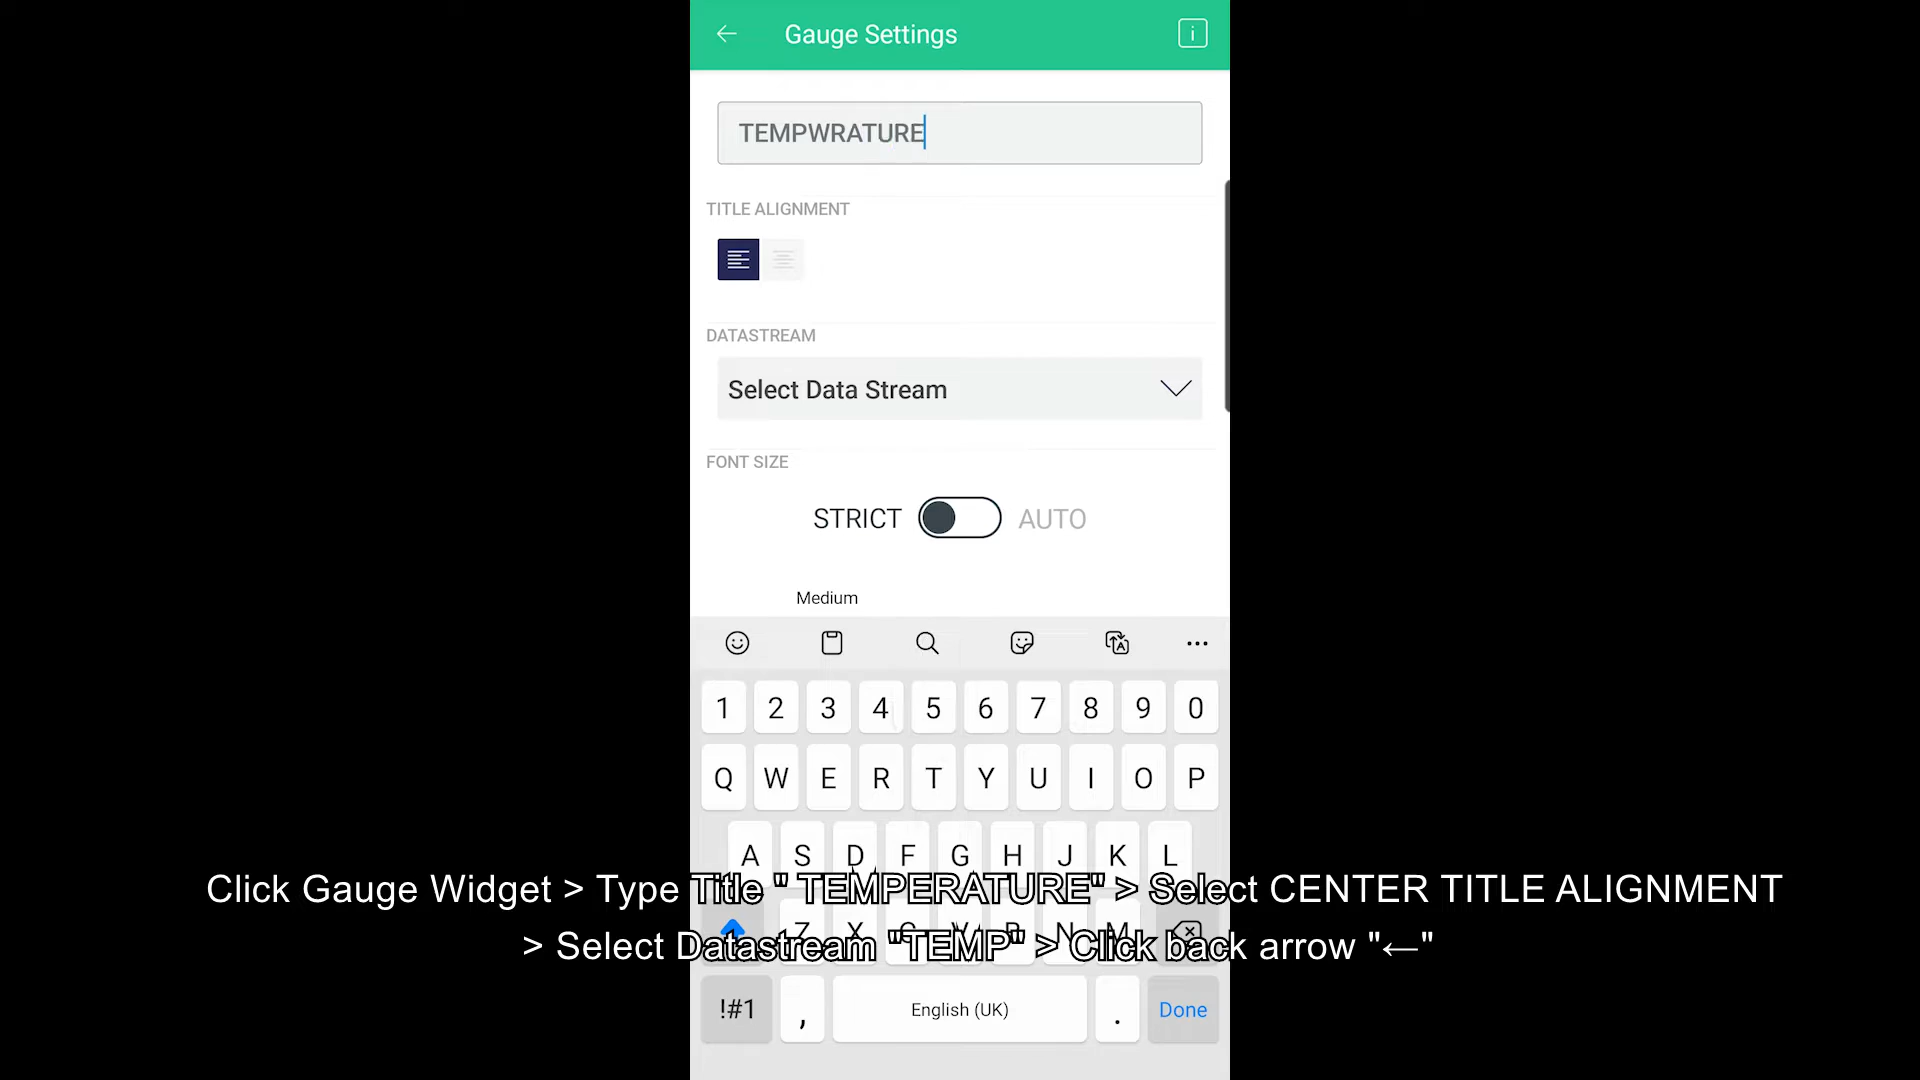 Gauge Settings
TEMPWRATURE
TITLE ALIGNMENT
DATASTREAM
Select Data Stream
FONT SIZE
STRICT AUTO
Medium
1 2 3 4 5 6 7 8 9 0
Q W E R T Y U I O P
A S D F G H J K L
Click Gauge Widget > Type Title " TEMPERATURE" > Select CENTER TITLE ALIGNMENT
Z X C V B N M
> Select Datastream "TEMP" > Click back arrow "←"
!#1 , English (UK) . Done